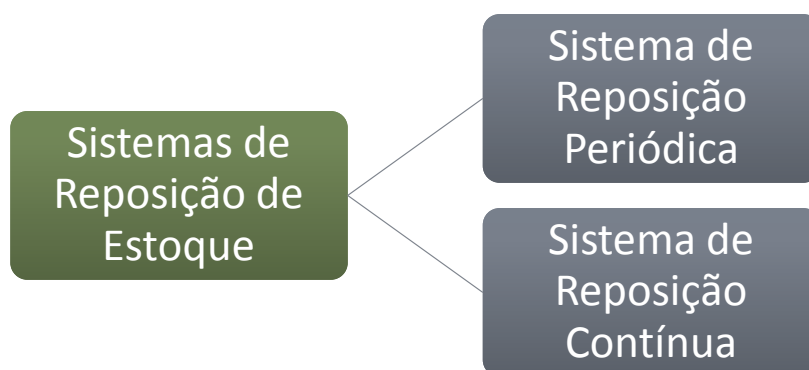 Sistemas de
Reposição de
Estoque
Sistema de
Reposição
Periódica
Sistema de
Reposição
Contínua